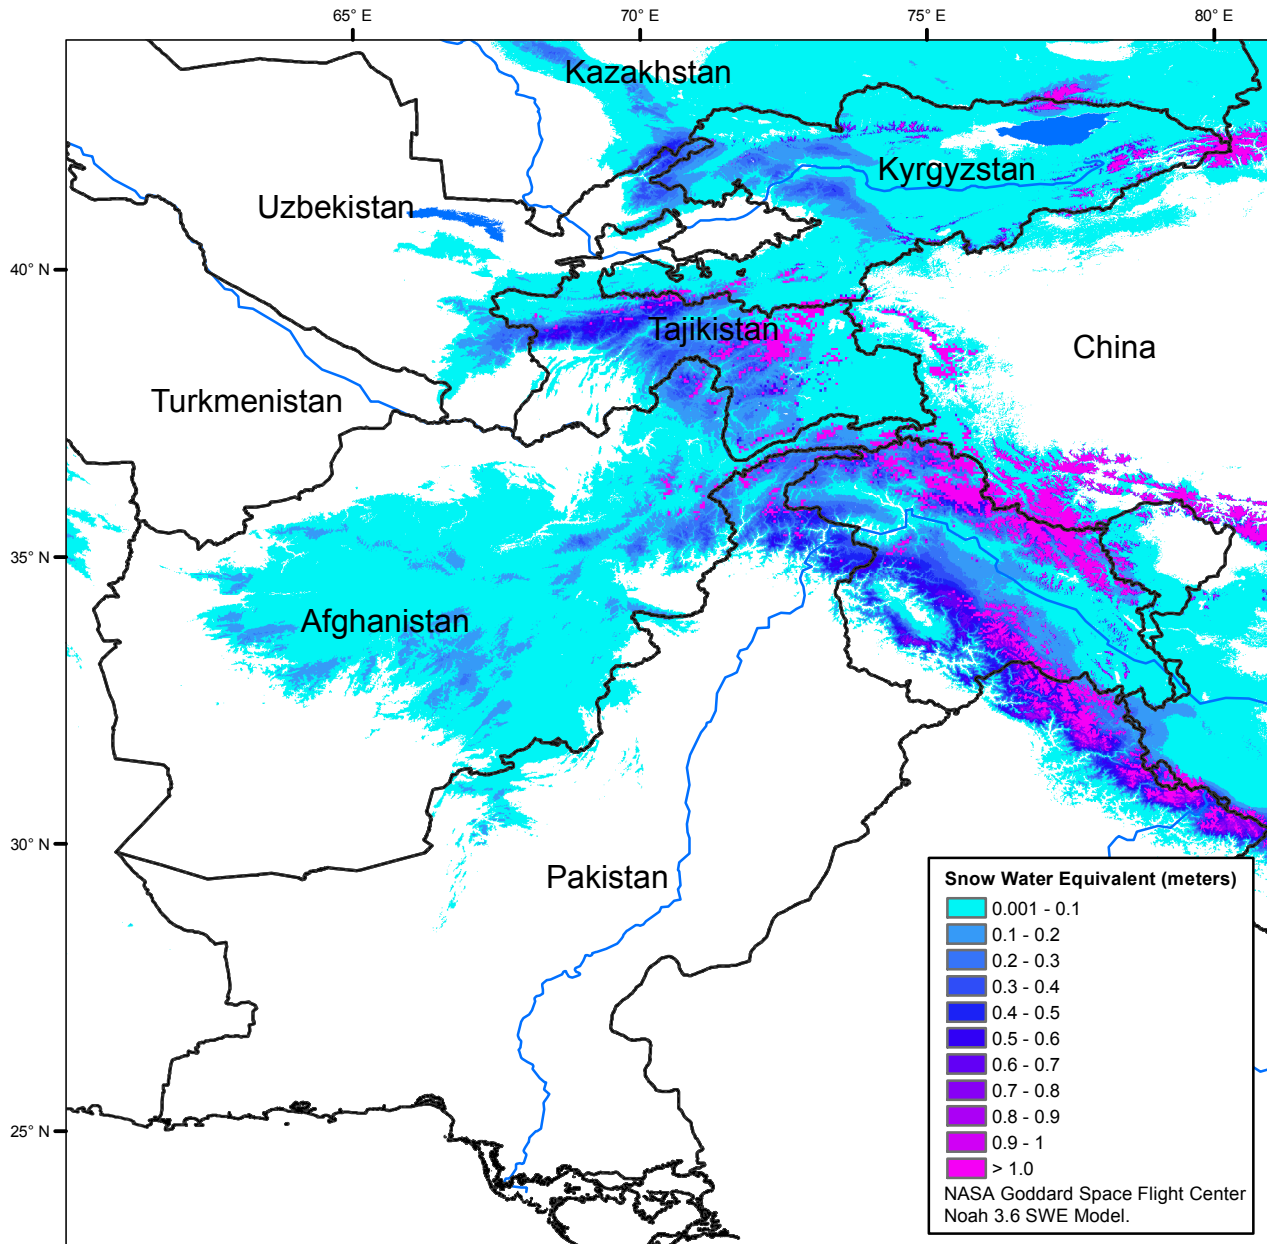 65° E
70° E
75° E
80° E
Kazakhstan
Kyrgyzstan
Uzbekistan
40° N
Tajikistan
China
Turkmenistan
35° N
Afghanistan
30° N
Pakistan
25° N
Snow Water Equivalent (meters)
0.001 - 0.1
0.1 - 0.2
0.2 - 0.3
0.3 - 0.4
0.4 - 0.5
0.5 - 0.6
0.6 - 0.7
0.7 - 0.8
0.8 - 0.9
0.9 - 1
> 1.0
NASA Goddard Space Flight Center
Noah 3.6 SWE Model.